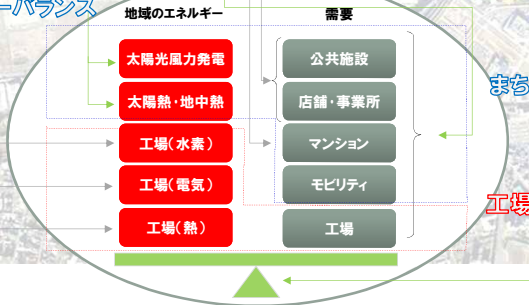 ーバランス
地域のエネルギー
需要
太陽光風力発電
公共施設
太陽熱・地中熱
店舗・事業所
まち
工場(水素)
マンション
工場(電気)
モビリティ
工場
工場(熱)
工場